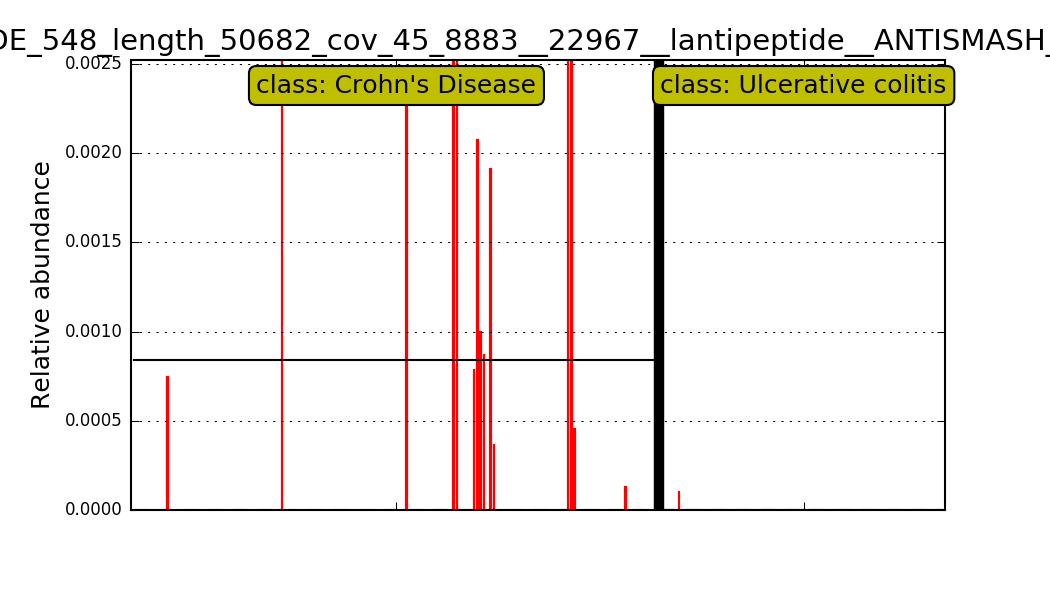 DE_548_length_50682_cov_45_8883__22967__lantipeptide__ANTISMASH_
class: Crohn's Disease
class: Ulcerative colitis
Relative abundance
0.0025
0.0020
0.0015
0.0010
0.0005
0.0000